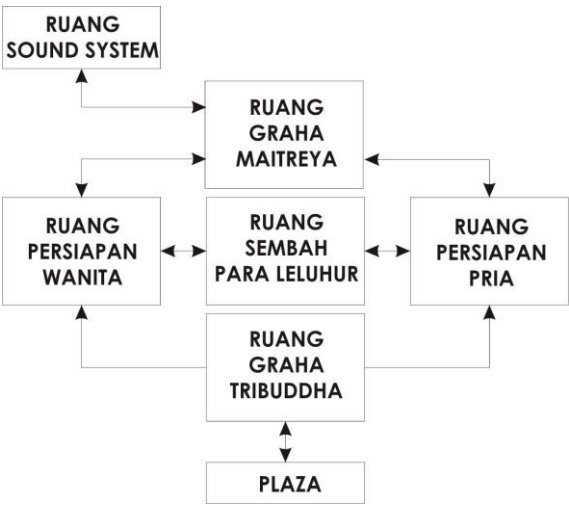 RUANG
SOUND SYSTEM
RUANG
GRAHA
MAITREYA
RUANG
PERSIAPAN
WANITA
RUANG
SEMBAH
PARA LELUHUR
RUANG
PERSIAPAN
PRIA
RUANG
GRAHA
TRIBUDDHA
PLAZA